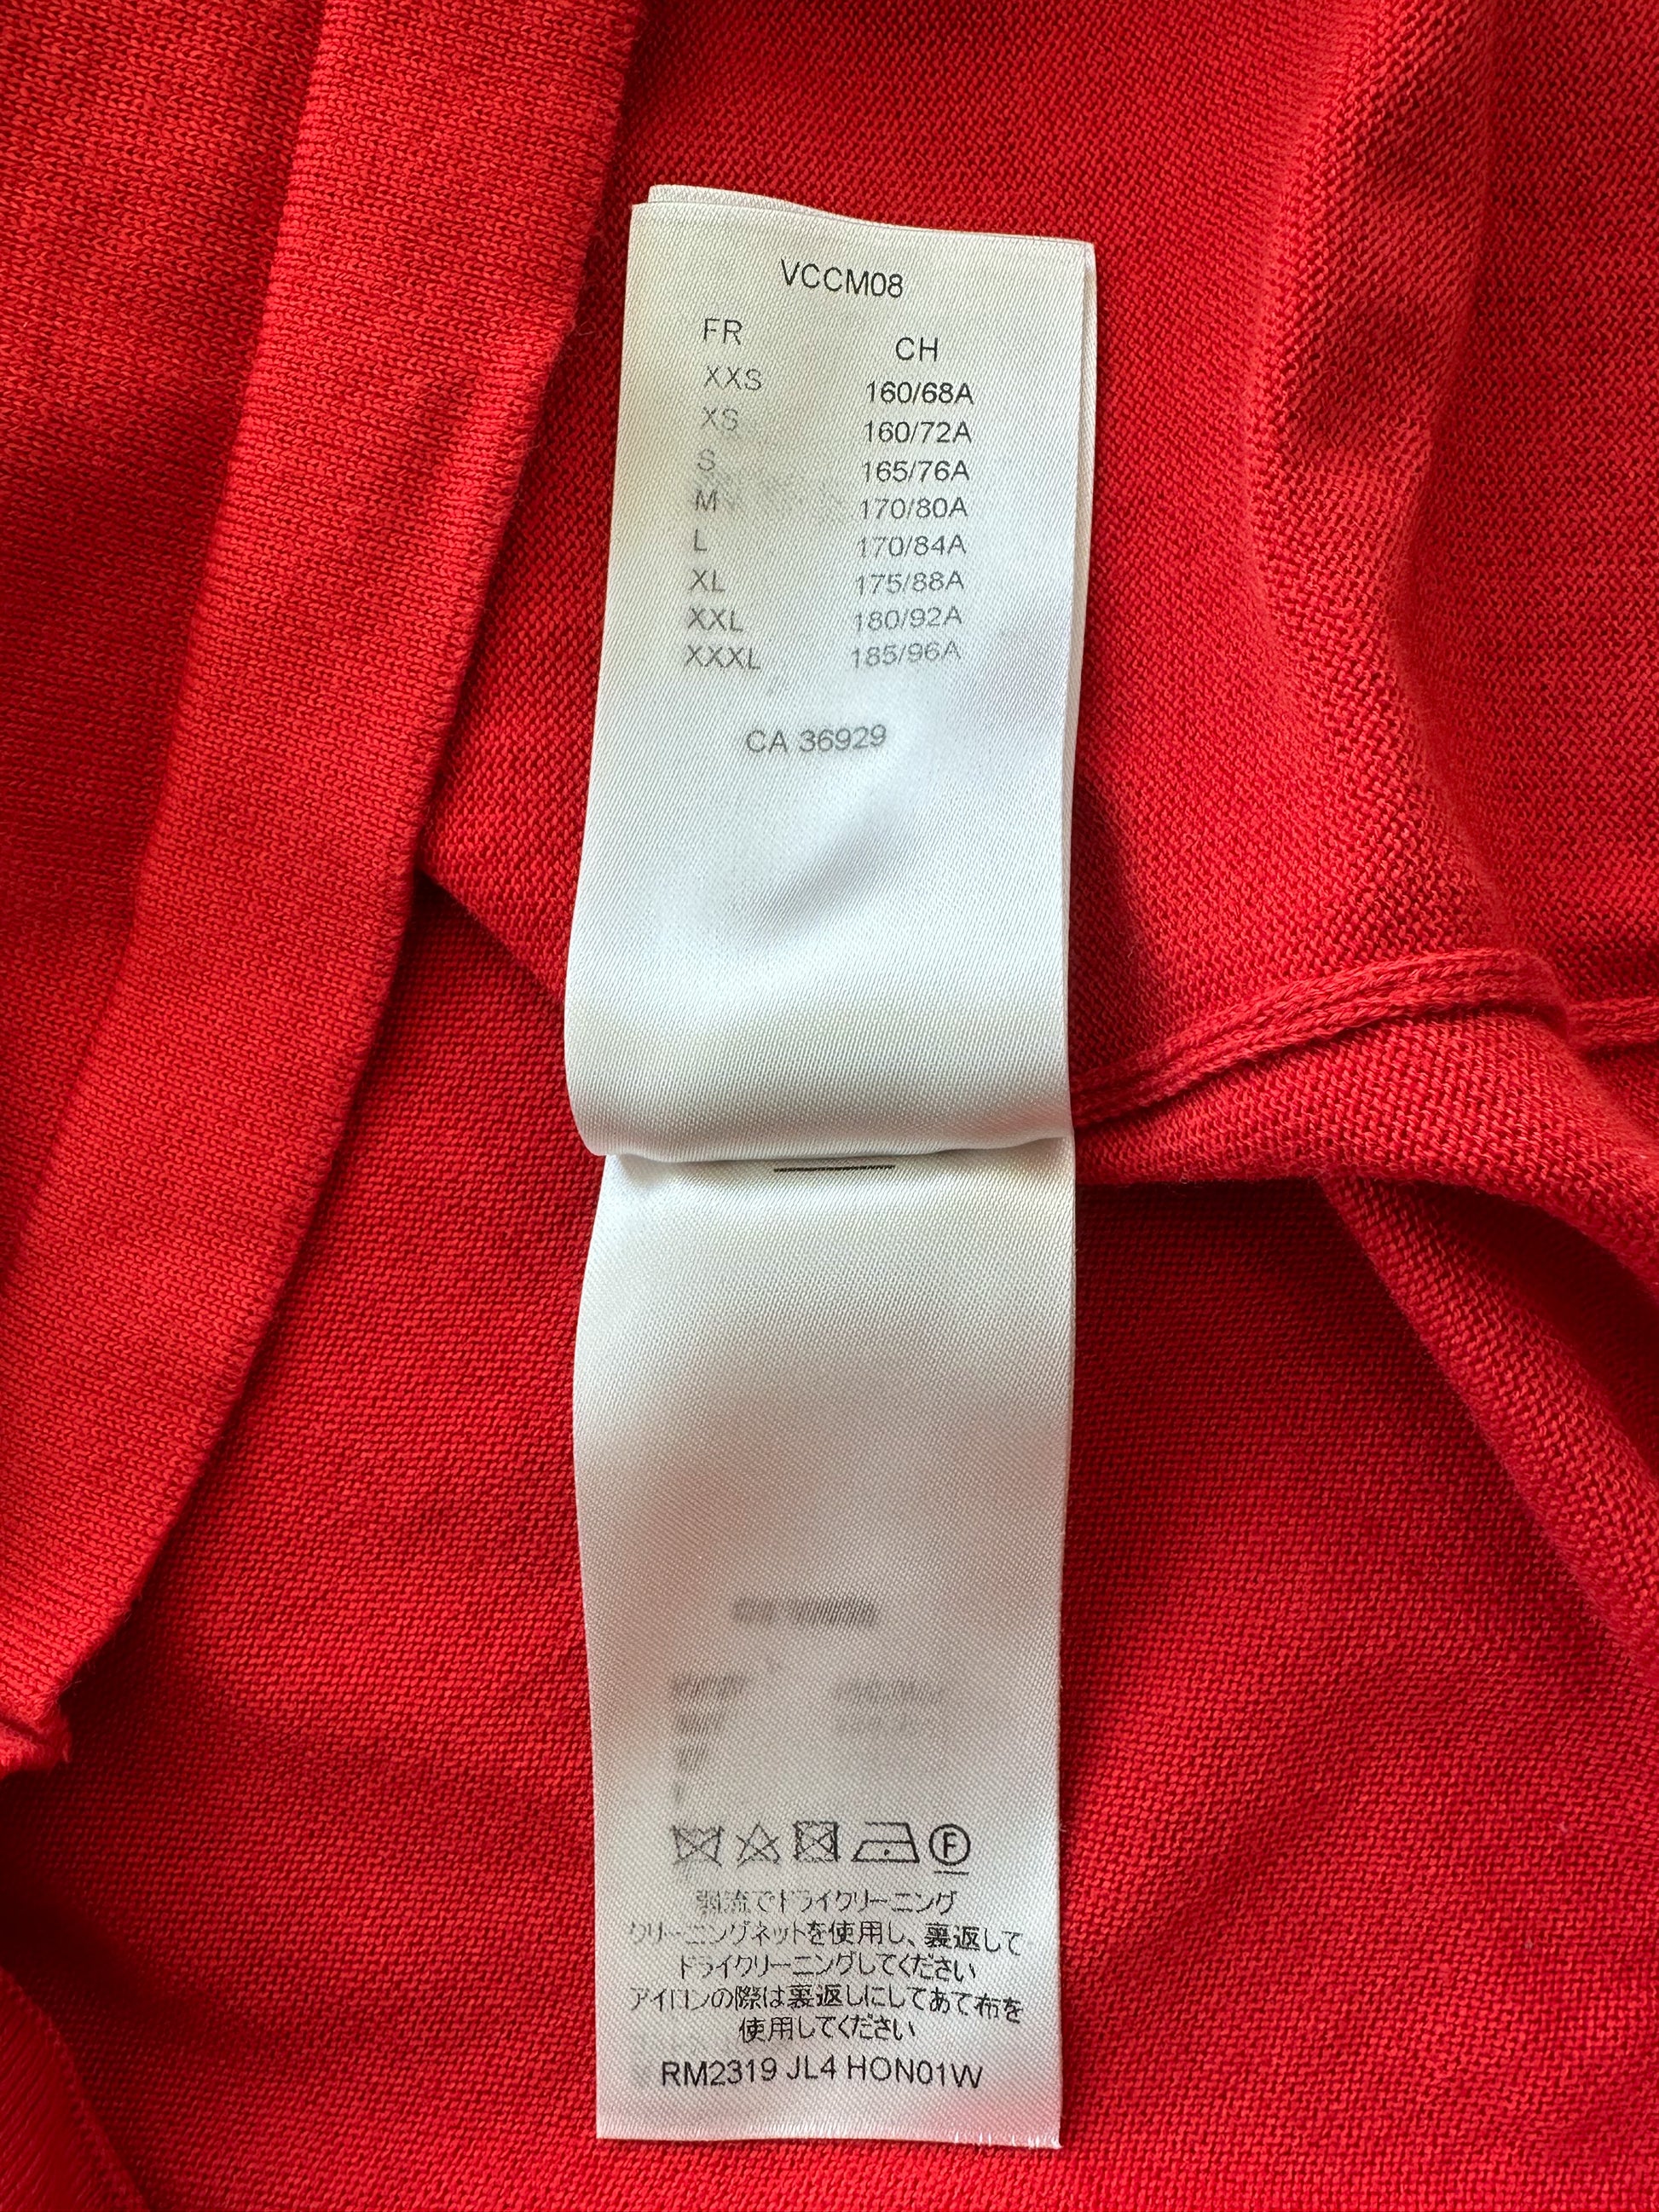 VCCM08
FR CH
XXS 160/68A
XS 160/72A
S 165/76A
M 170/80A
L 170/84A
XL 175/88A
XXL 180/92A
XXXL 185/96A
CA 36929
F
弱流でドライクリーニング
クリーニングネットを使用し、裏返して
ドライクリーニングしてください
アイロンの際は裏返しにしてあて布を
使用してください
RM2319 JL4 HON01W